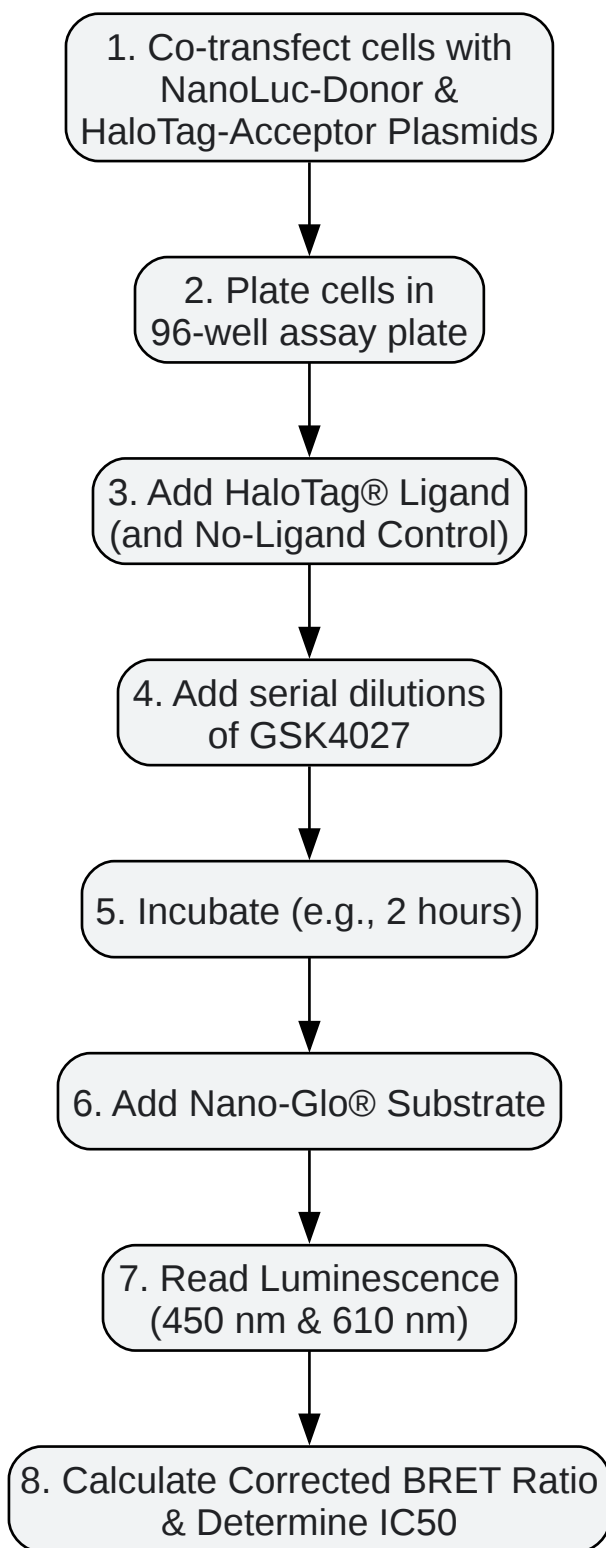 1. Co-transfect cells with
NanoLuc-Donor &
HaloTag-Acceptor Plasmids
2. Plate cells in
96-well assay plate
3. Add HaloTag® Ligand
(and No-Ligand Control)
4. Add serial dilutions
of GSK4027
5. Incubate (e.g., 2 hours)
6. Add Nano-Glo® Substrate
7. Read Luminescence
(450 nm & 610 nm)
8. Calculate Corrected BRET Ratio
& Determine IC50